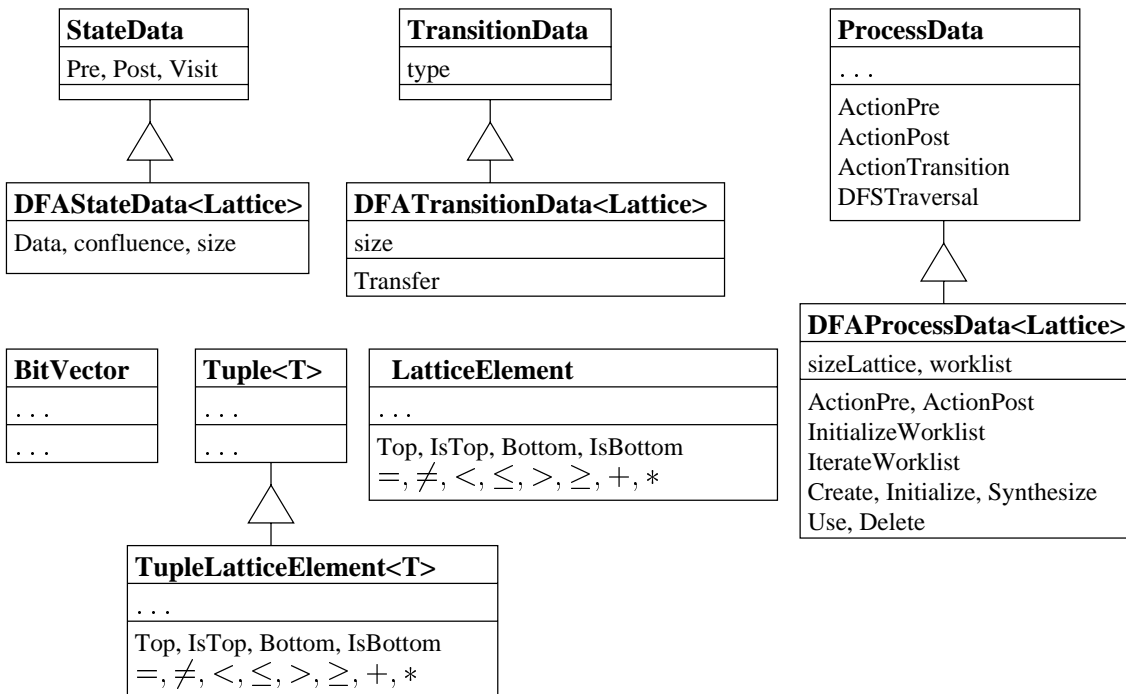 StateData
Pre, Post, Visit
TransitionData
type
ProcessData
. . .
ActionPre
ActionPost
ActionTransition
DFSTraversal
DFAStateData<Lattice>
Data, confluence, size
DFATransitionData<Lattice>
size
Transfer
DFAProcessData<Lattice>
sizeLattice, worklist
ActionPre, ActionPost
InitializeWorklist
IterateWorklist
Create, Initialize, Synthesize
Use, Delete
BitVector
. . .
. . .
Tuple<T>
. . .
. . .
LatticeElement
. . .
Top, IsTop, Bottom, IsBottom
=, ≠, <, ≤, >, ≥, +, *
TupleLatticeElement<T>
. . .
Top, IsTop, Bottom, IsBottom
=, ≠, <, ≤, >, ≥, +, *